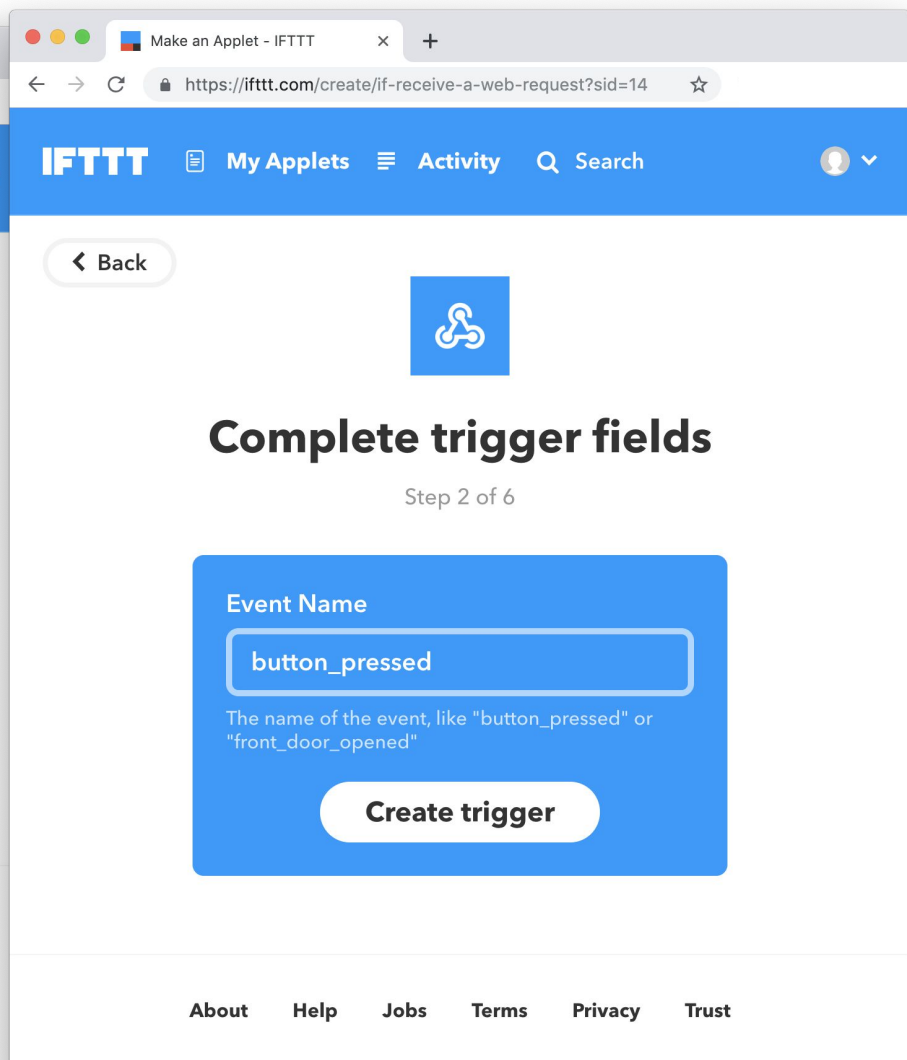 Make an Applet - IFTTT
https://ifttt.com/create/if-receive-a-web-request?sid=14
IFTTT My Applets Activity Search
Back
Complete trigger fields
Step 2 of 6
Event Name
button_pressed
The name of the event, like "button_pressed" or
"front_door_opened"
Create trigger
About Help Jobs Terms Privacy Trust